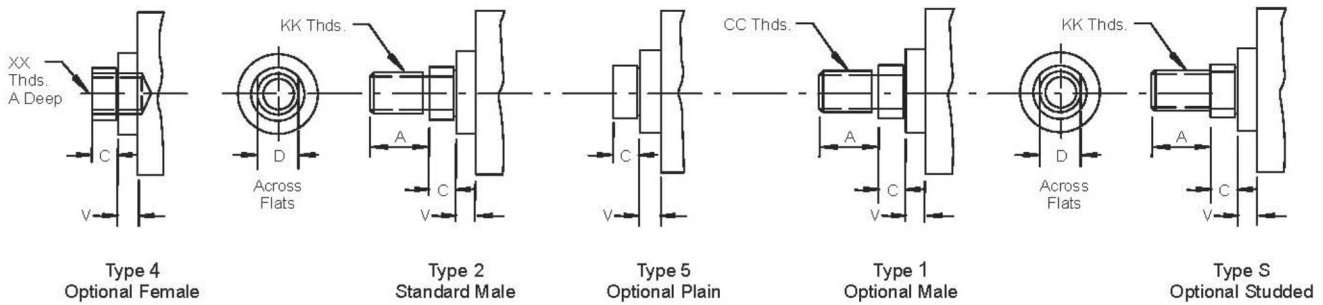 XX
Thds.
A Deep
C
V
Type 4
Optional Female
D
Across
Flats
KK Thds.
A
C
V
Type 2
Standard Male
C
V
Type 5
Optional Plain
CC Thds.
A
C
V
Type 1
Optional Male
D
Across
Flats
KK Thds.
A
C
V
Type S
Optional Studded